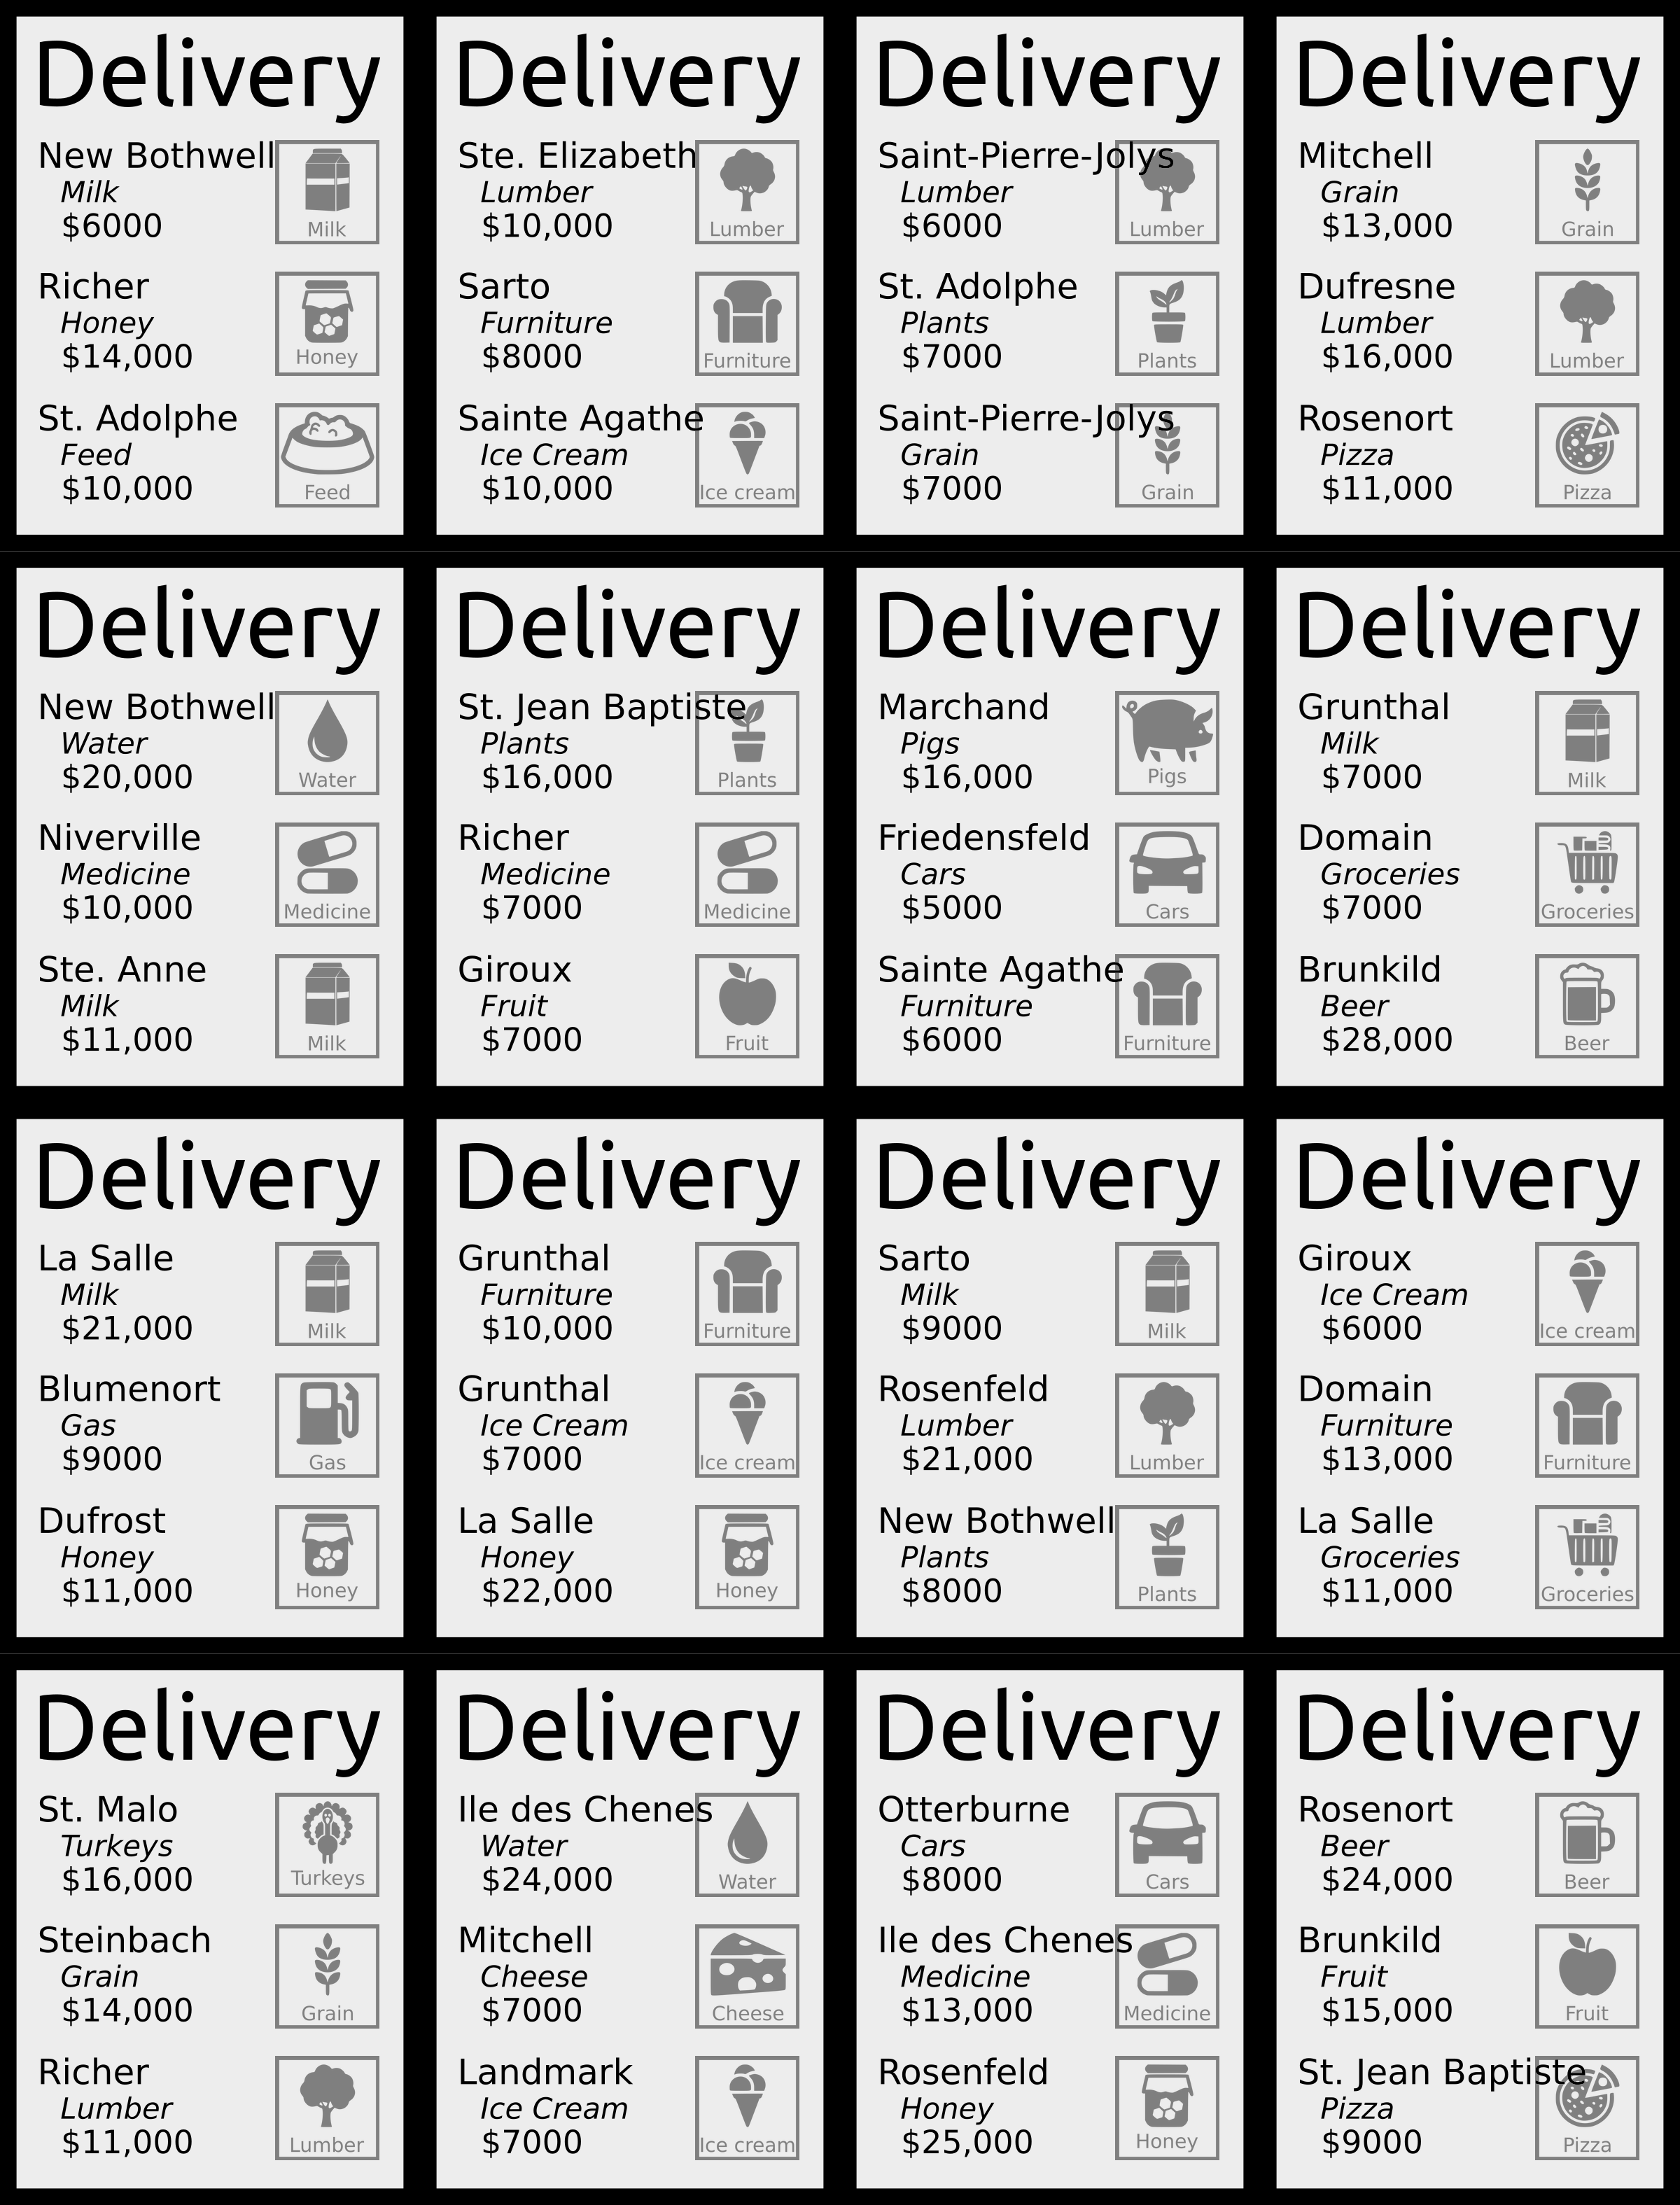 Delivery
New Bothwell
Milk
$6000
Milk
Richer
Honey
$14,000
Honey
St. Adolphe
Feed
$10,000
Feed
Delivery
Ste. Elizabeth
Lumber
$10,000
Lumber
Sarto
Furniture
$8000
Furniture
Sainte Agathe
Ice Cream
$10,000
Ice cream
Delivery
Saint-Pierre-Jolys
Lumber
$6000
Lumber
St. Adolphe
Plants
$7000
Plants
Saint-Pierre-Jolys
Grain
$7000
Grain
Delivery
Mitchell
Grain
$13,000
Grain
Dufresne
Lumber
$16,000
Lumber
Rosenort
Pizza
$11,000
Pizza
Delivery
New Bothwell
Water
$20,000
Water
Niverville
Medicine
$10,000
Medicine
Ste. Anne
Milk
$11,000
Milk
Delivery
St. Jean Baptiste
Plants
$16,000
Plants
Richer
Medicine
$7000
Medicine
Giroux
Fruit
$7000
Fruit
Delivery
Marchand
Pigs
$16,000
Pigs
Friedensfeld
Cars
$5000
Cars
Sainte Agathe
Furniture
$6000
Furniture
Delivery
Grunthal
Milk
$7000
Milk
Domain
Groceries
$7000
Groceries
Brunkild
Beer
$28,000
Beer
Delivery
La Salle
Milk
$21,000
Milk
Blumenort
Gas
$9000
Gas
Dufrost
Honey
$11,000
Honey
Delivery
Grunthal
Furniture
$10,000
Furniture
Grunthal
Ice Cream
$7000
Ice cream
La Salle
Honey
$22,000
Honey
Delivery
Sarto
Milk
$9000
Milk
Rosenfeld
Lumber
$21,000
Lumber
New Bothwell
Plants
$8000
Plants
Delivery
Giroux
Ice Cream
$6000
Ice cream
Domain
Furniture
$13,000
Furniture
La Salle
Groceries
$11,000
Groceries
Delivery
St. Malo
Turkeys
$16,000
Turkeys
Steinbach
Grain
$14,000
Grain
Richer
Lumber
$11,000
Lumber
Delivery
Ile des Chenes
Water
$24,000
Water
Mitchell
Cheese
$7000
Cheese
Landmark
Ice Cream
$7000
Ice cream
Delivery
Otterburne
Cars
$8000
Cars
Ile des Chenes
Medicine
$13,000
Medicine
Rosenfeld
Honey
$25,000
Honey
Delivery
Rosenort
Beer
$24,000
Beer
Brunkild
Fruit
$15,000
Fruit
St. Jean Baptiste
Pizza
$9000
Pizza